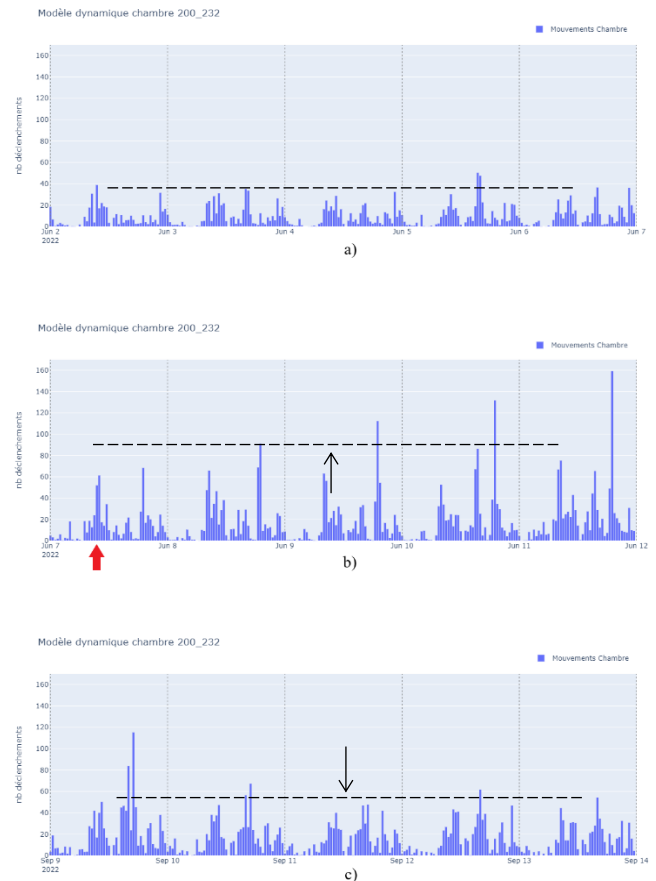 Modèle dynamique chambre 200_232
Mouvements Chambre
nb déclenchements
160
140
120
100
80
60
40
20
0
Jun 2 Jun 3 Jun 4 Jun 5 Jun 6 Jun 7
2022
a)
Modèle dynamique chambre 200_232
Mouvements Chambre
nb déclenchements
160
140
120
100
80
60
40
20
0
Jun 7 Jun 8 Jun 9 Jun 10 Jun 11 Jun 12
2022
b)
Modèle dynamique chambre 200_232
Mouvements Chambre
nb déclenchements
160
140
120
100
80
60
40
20
0
Sep 9 Sep 10 Sep 11 Sep 12 Sep 13 Sep 14
2022
c)